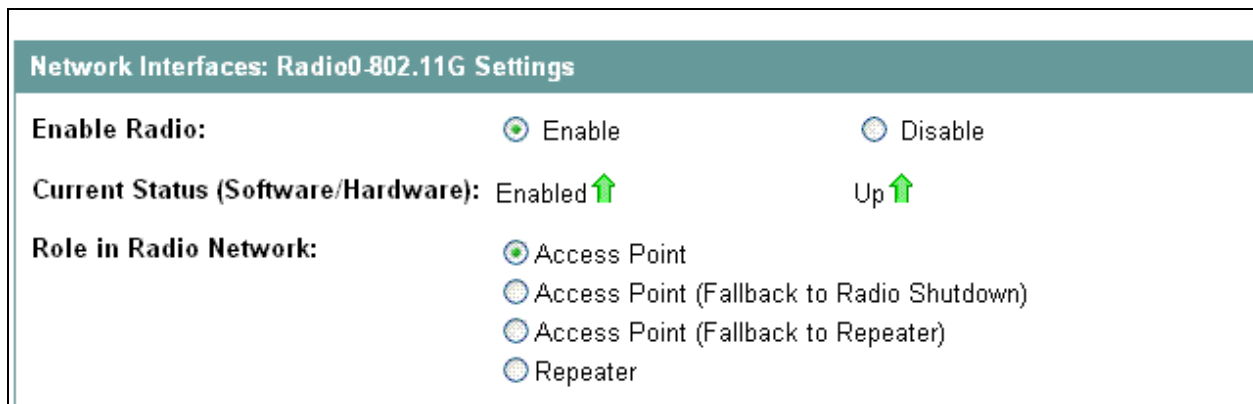 Network Interfaces: Radio0-802.11G Settings
Enable Radio: Enable Disable
Current Status (Software/Hardware): Enabled Up
Role in Radio Network: Access Point
Access Point (Fallback to Radio Shutdown)
Access Point (Fallback to Repeater)
Repeater